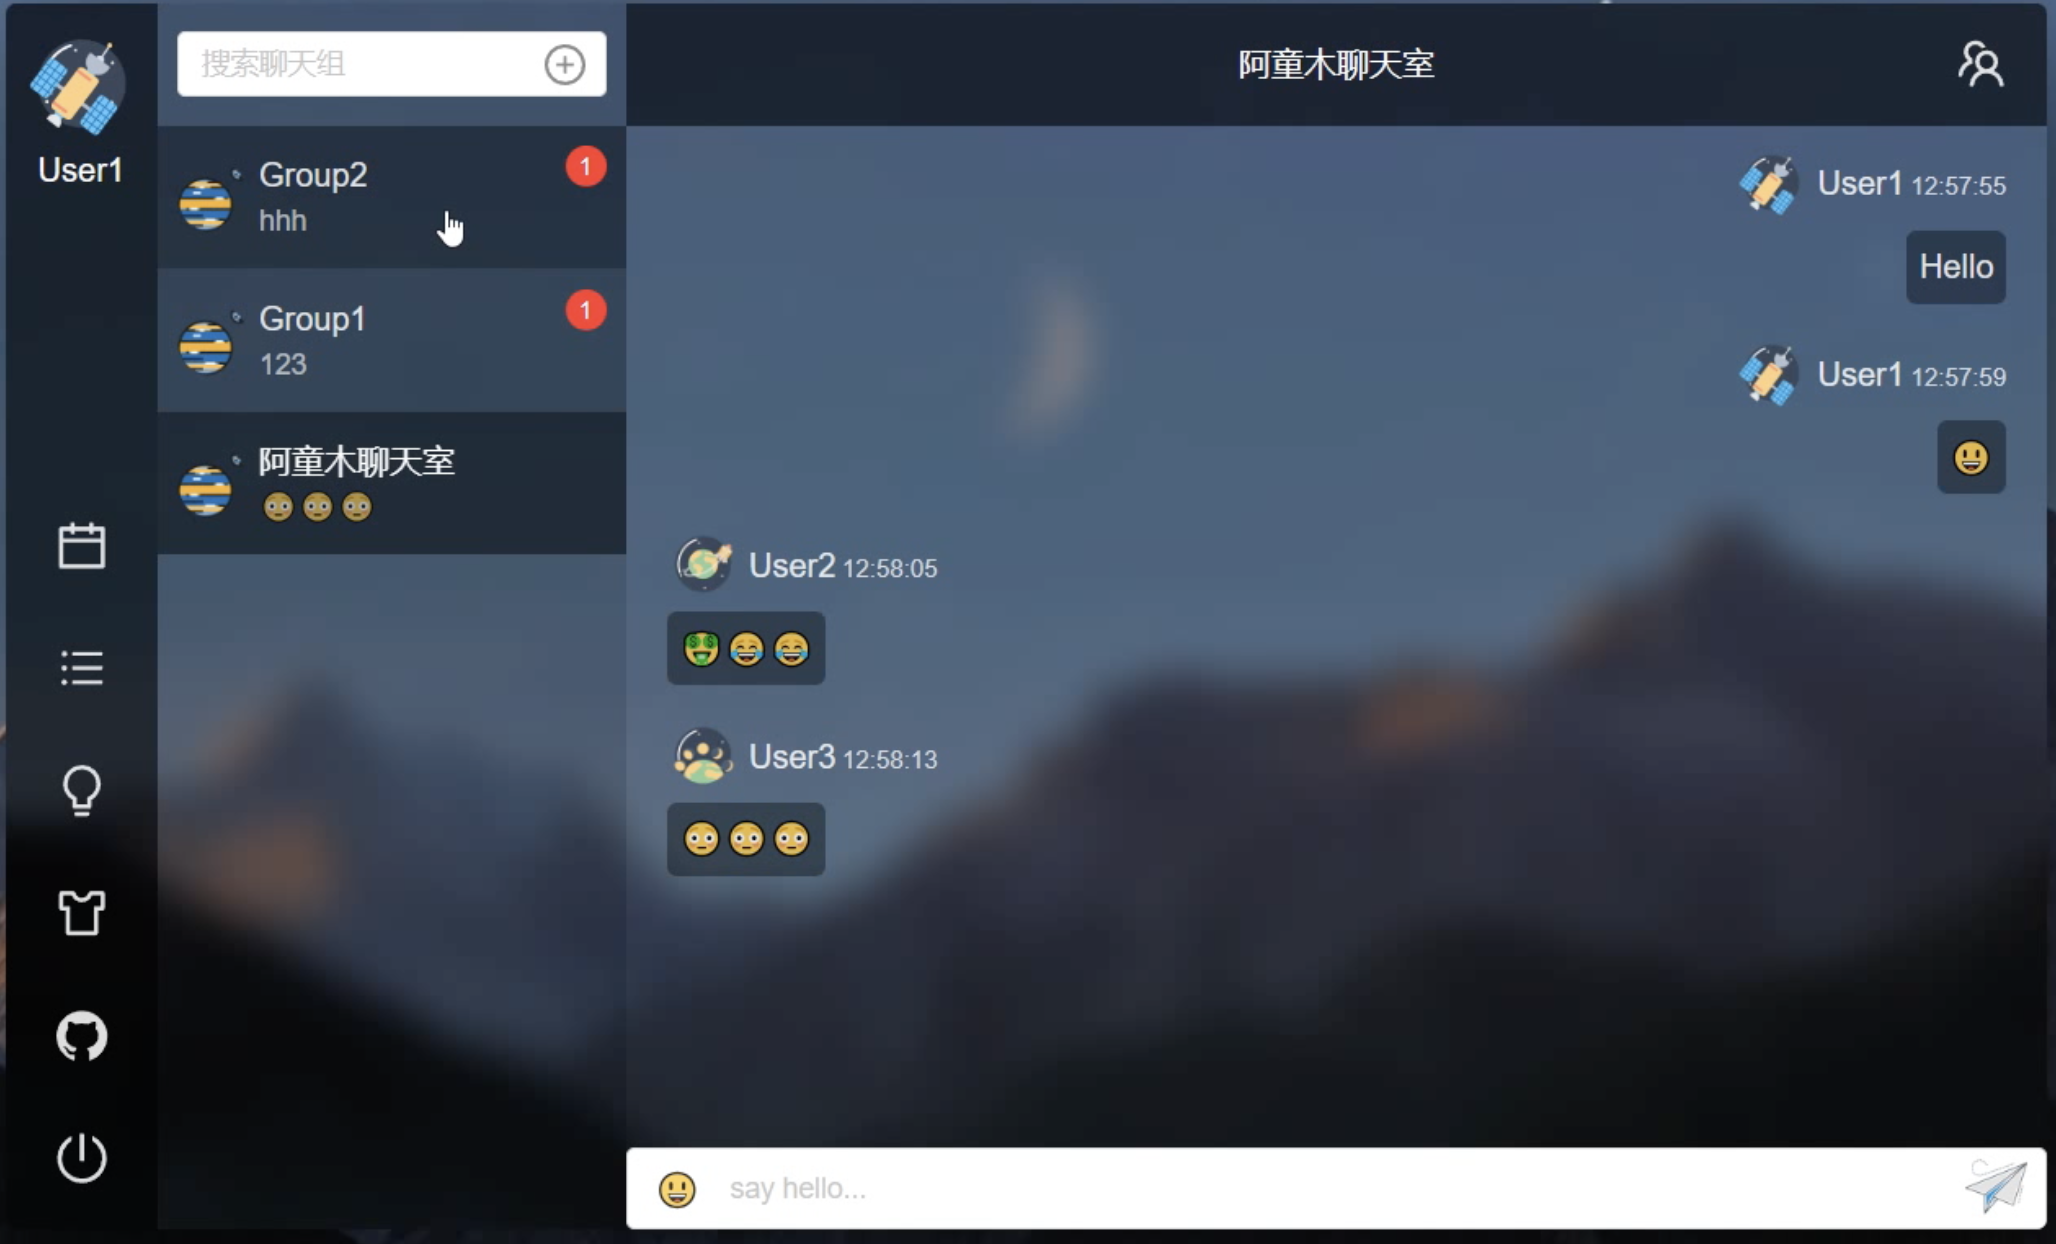 User1
搜索聊天组
Group2
1
hhh
Group1
1
123
阿童木聊天室
😳😳😳
阿童木聊天室
User1 12:57:55
Hello
User1 12:57:59
😃
User2 12:58:05
🤑😂😂
User3 12:58:13
😳😳😳
say hello...